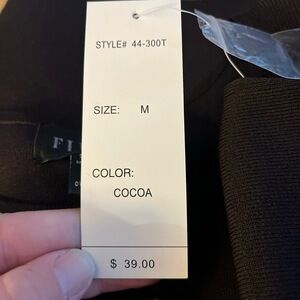 STYLE# 44-300T
SIZE: M
COLOR:
COCOA
$ 39.00